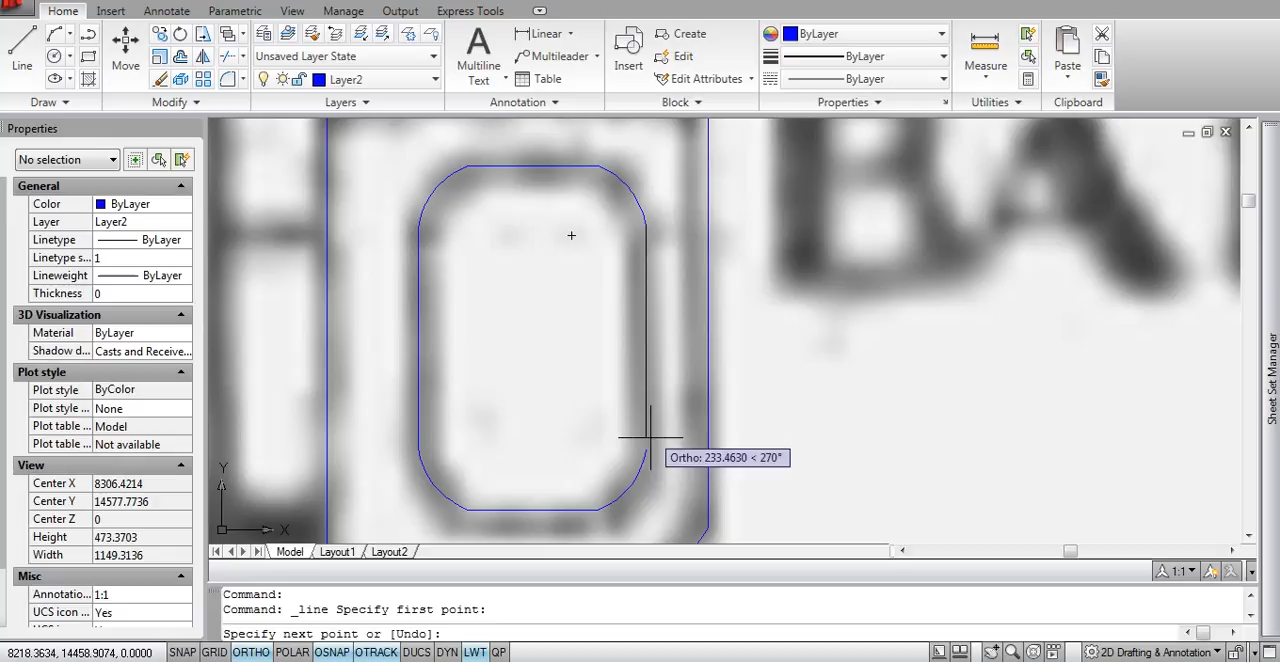 Home Insert Annotate Parametric View Manage Output Express Tools
Line Move Unsaved Layer State Layer2 Multiline Text Linear Multileader Table Insert Create Edit Edit Attributes ByLayer ByLayer ByLayer Measure Paste
Draw Modify Layers Annotation Block Properties Utilities Clipboard
Properties
No selection
General
Color ByLayer
Layer Layer2
Linetype ByLayer
Linetype s... 1
Lineweight ByLayer
Thickness 0
3D Visualization
Material ByLayer
Shadow d... Casts and Receive...
Plot style
Plot style ByColor
Plot style ... None
Plot table ... Model
Plot table ... Not available
View
Center X 8306.4214
Center Y 14577.7736
Center Z 0
Height 473.3703
Width 1149.3136
Misc
Annotatio... 1:1
UCS icon ... Yes
BA
Ortho: 233.4630 < 270°
Y
X
Sheet Set Manager
Model Layout1 Layout2
1:1
Command:
Command: _line Specify first point:
Specify next point or [Undo]:
8218.3634, 14458.9074, 0.0000 SNAP GRID ORTHO POLAR OSNAP OTRACK DUCS DYN LWT QP 2D Drafting & Annotation